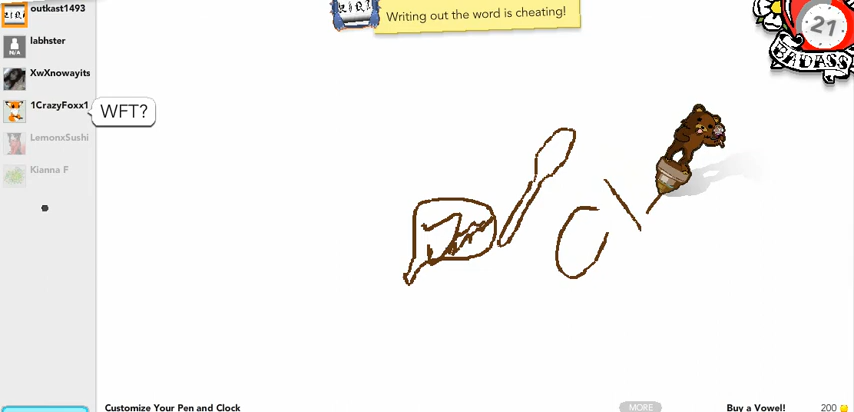 outkast1493
labhster
N/A
XwXnowayits
1CrazyFoxx1
WFT?
LemonxSushi
Kianna F
Writing out the word is cheating!
21
BADASS
Customize Your Pen and Clock
MORE
Buy a Vowel!
200